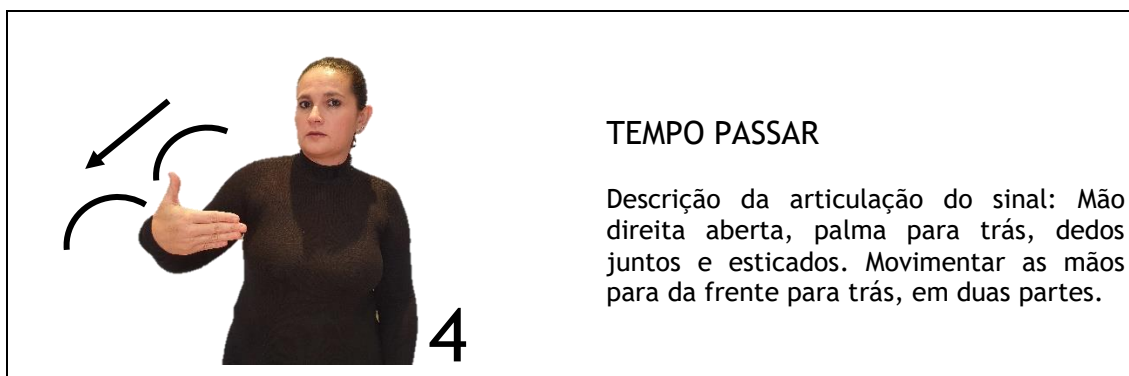 TEMPO PASSAR
Descrição da articulação do sinal: Mão
direita aberta, palma para trás, dedos
juntos e esticados. Movimentar as mãos
para da frente para trás, em duas partes.
4